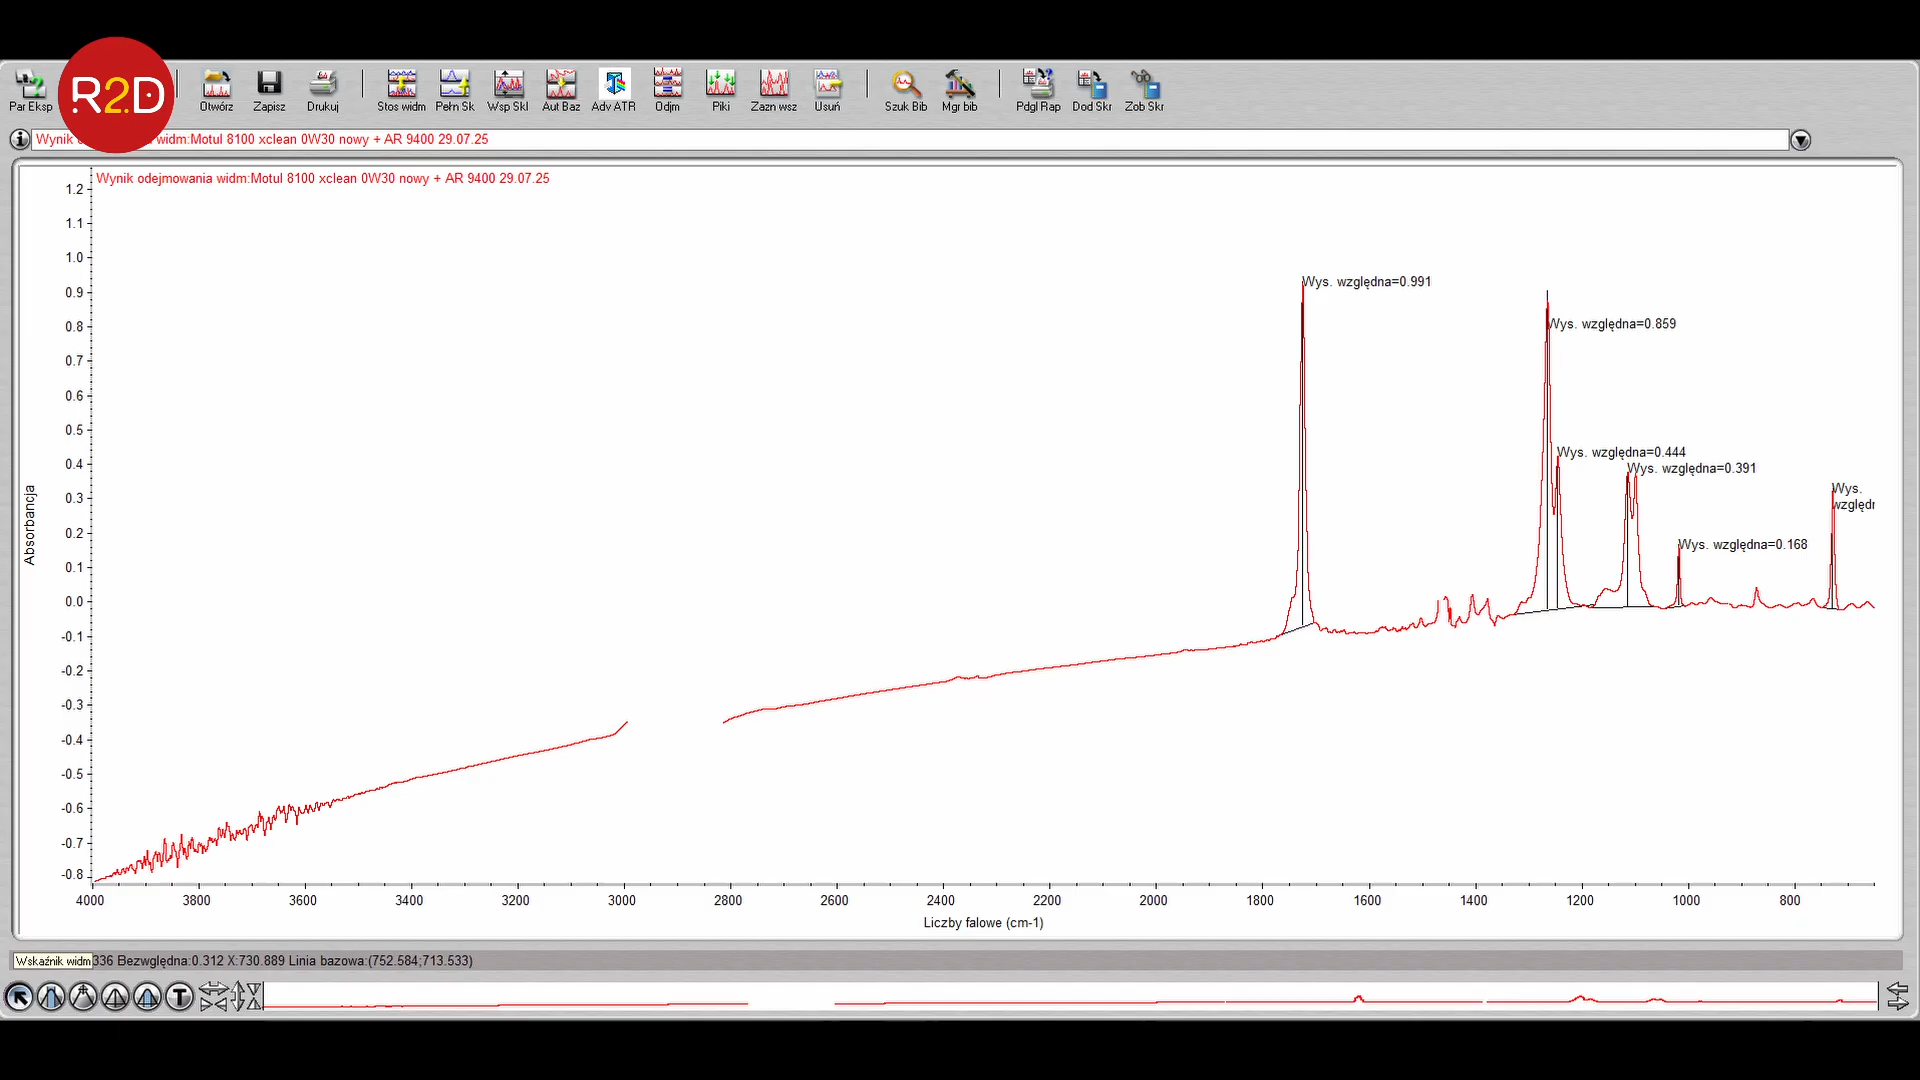 R2D
Par Eksp Otwórz Zapisz Drukuj Stos widm Pełn Sk Wsp Skl Aut Baz Adv ATR Odjm Piki Zazn wsz Usuń Szuk Bib Mgr bib Pdgl Rap Dod Skr Zob Skr
Wynik widm:Motul 8100 xclean 0W30 nowy + AR 9400 29.07.25
Wynik odejmowania widm:Motul 8100 xclean 0W30 nowy + AR 9400 29.07.25
1.2
1.1
1.0
0.9
0.8
0.7
0.6
0.5
0.4
0.3
0.2
0.1
0.0
-0.1
-0.2
-0.3
-0.4
-0.5
-0.6
-0.7
-0.8
Absorbancja
Wys. względna=0.991
Wys. względna=0.859
Wys. względna=0.444
Wys. względna=0.391
Wys. względna=0.168
Wys.
względr
4000 3800 3600 3400 3200 3000 2800 2600 2400 2200 2000 1800 1600 1400 1200 1000 800
Liczby falowe (cm-1)
Wskaźnik widm 336 Bezwględna:0.312 X:730.889 Linia bazowa:(752.584;713.533)
T